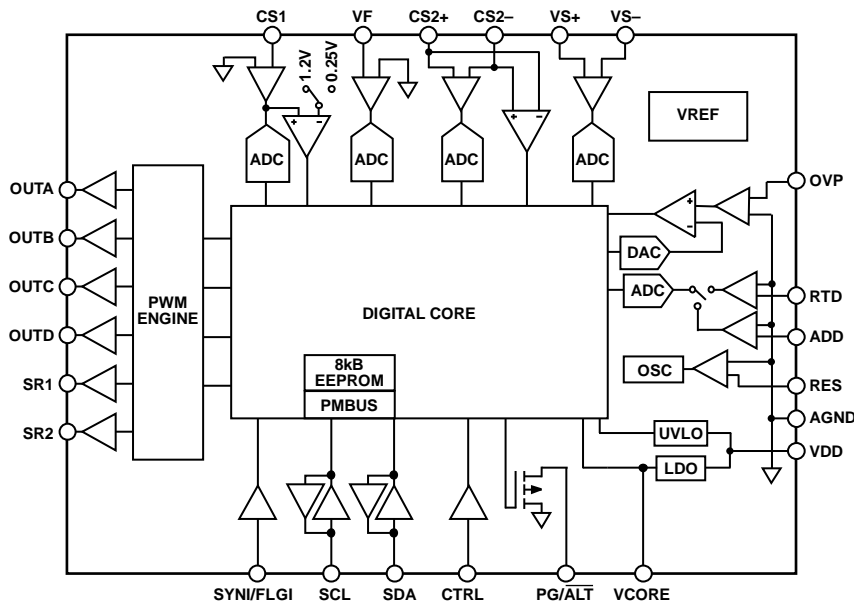 CS1 VF CS2+ CS2– VS+ VS–
1.2V
0.25V
+ –
+ –
VREF
ADC ADC ADC ADC
OUTA
OUTB
OUTC
OUTD
SR1
SR2
PWM
ENGINE
DIGITAL CORE
8kB
EEPROM
PMBUS
+
–
DAC
ADC
OSC
UVLO
LDO
OVP
RTD
ADD
RES
AGND
VDD
SYNI/FLGI SCL SDA CTRL PG/ALT VCORE